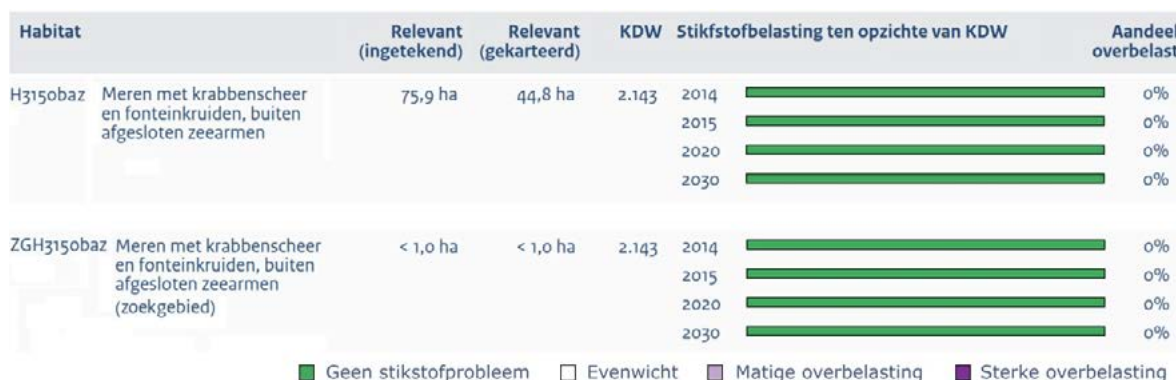 Habitat Relevant (ingetekend) Relevant (gekarteerd) KDW Stikfstofbelasting ten opzichte van KDW Aandeel overbelast
H3150baz Meren met krabbenscheer 75,9 ha 44,8 ha 2.143 2014 0%
en fonteinkruiden, buiten
afgesloten zeearmen
2015 0%
2020 0%
2030 0%
ZGH3150baz Meren met krabbenscheer < 1,0 ha < 1,0 ha 2.143 2014 0%
en fonteinkruiden, buiten
afgesloten zeearmen
(zoekgebied)
2015 0%
2020 0%
2030 0%
Geen stikstofprobleem Evenwicht Matige overbelasting Sterke overbelasting